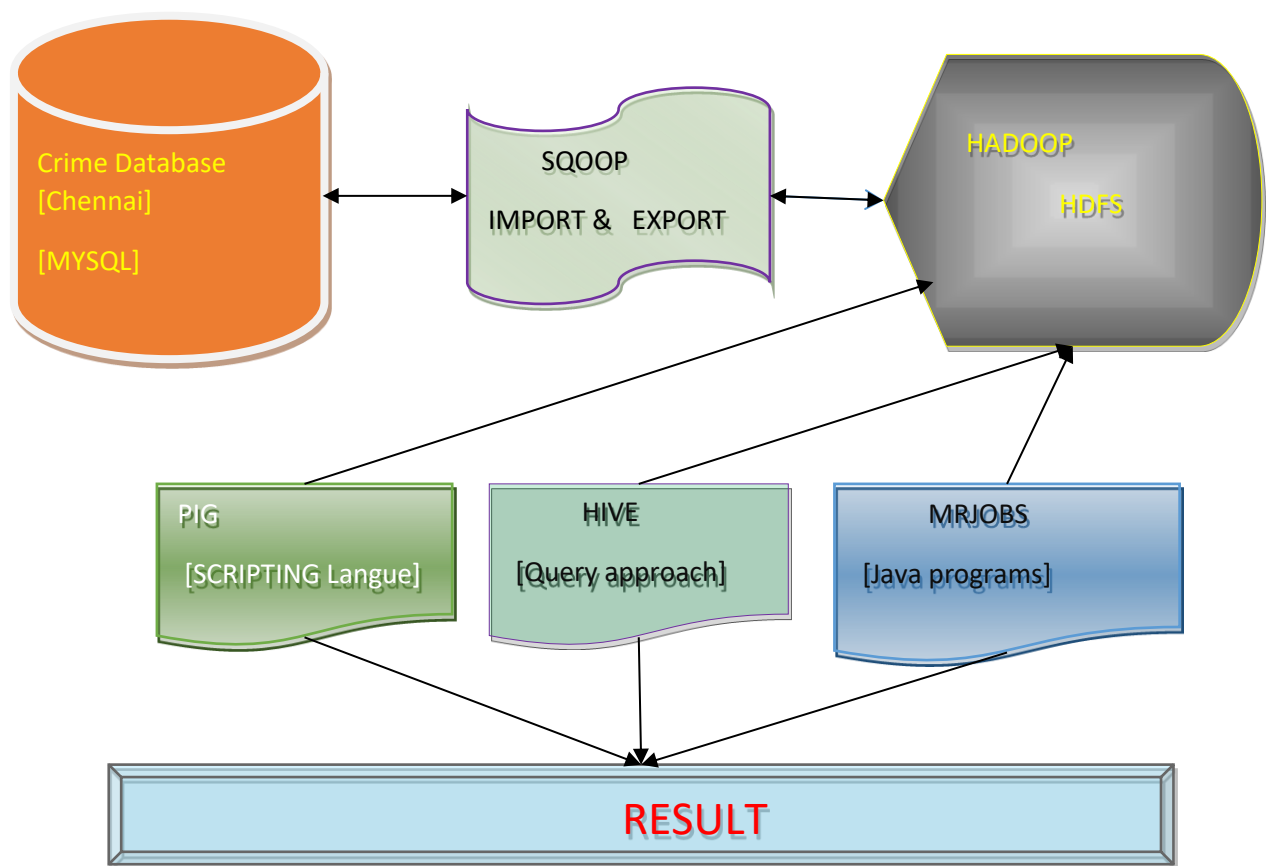 Crime Database
[Chennai]
[MYSQL]
SQOOP
IMPORT & EXPORT
HADOOP
HDFS
PIG
[SCRIPTING Langue]
HIVE
[Query approach]
MRJOBS
[Java programs]
RESULT